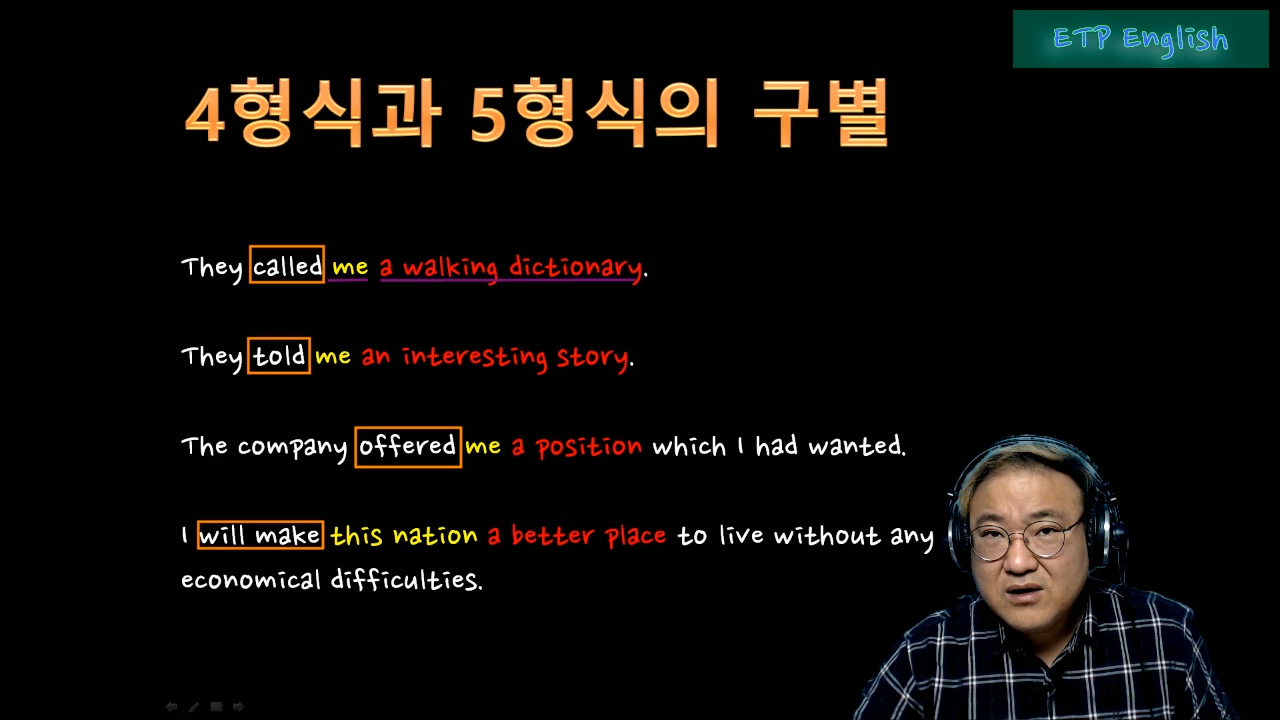 ETP English
4형식과 5형식의 구별
They called me a walking dictionary.
They told me an interesting story.
The company offered me a position which I had wanted.
I will make this nation a better place to live without any
economical difficulties.